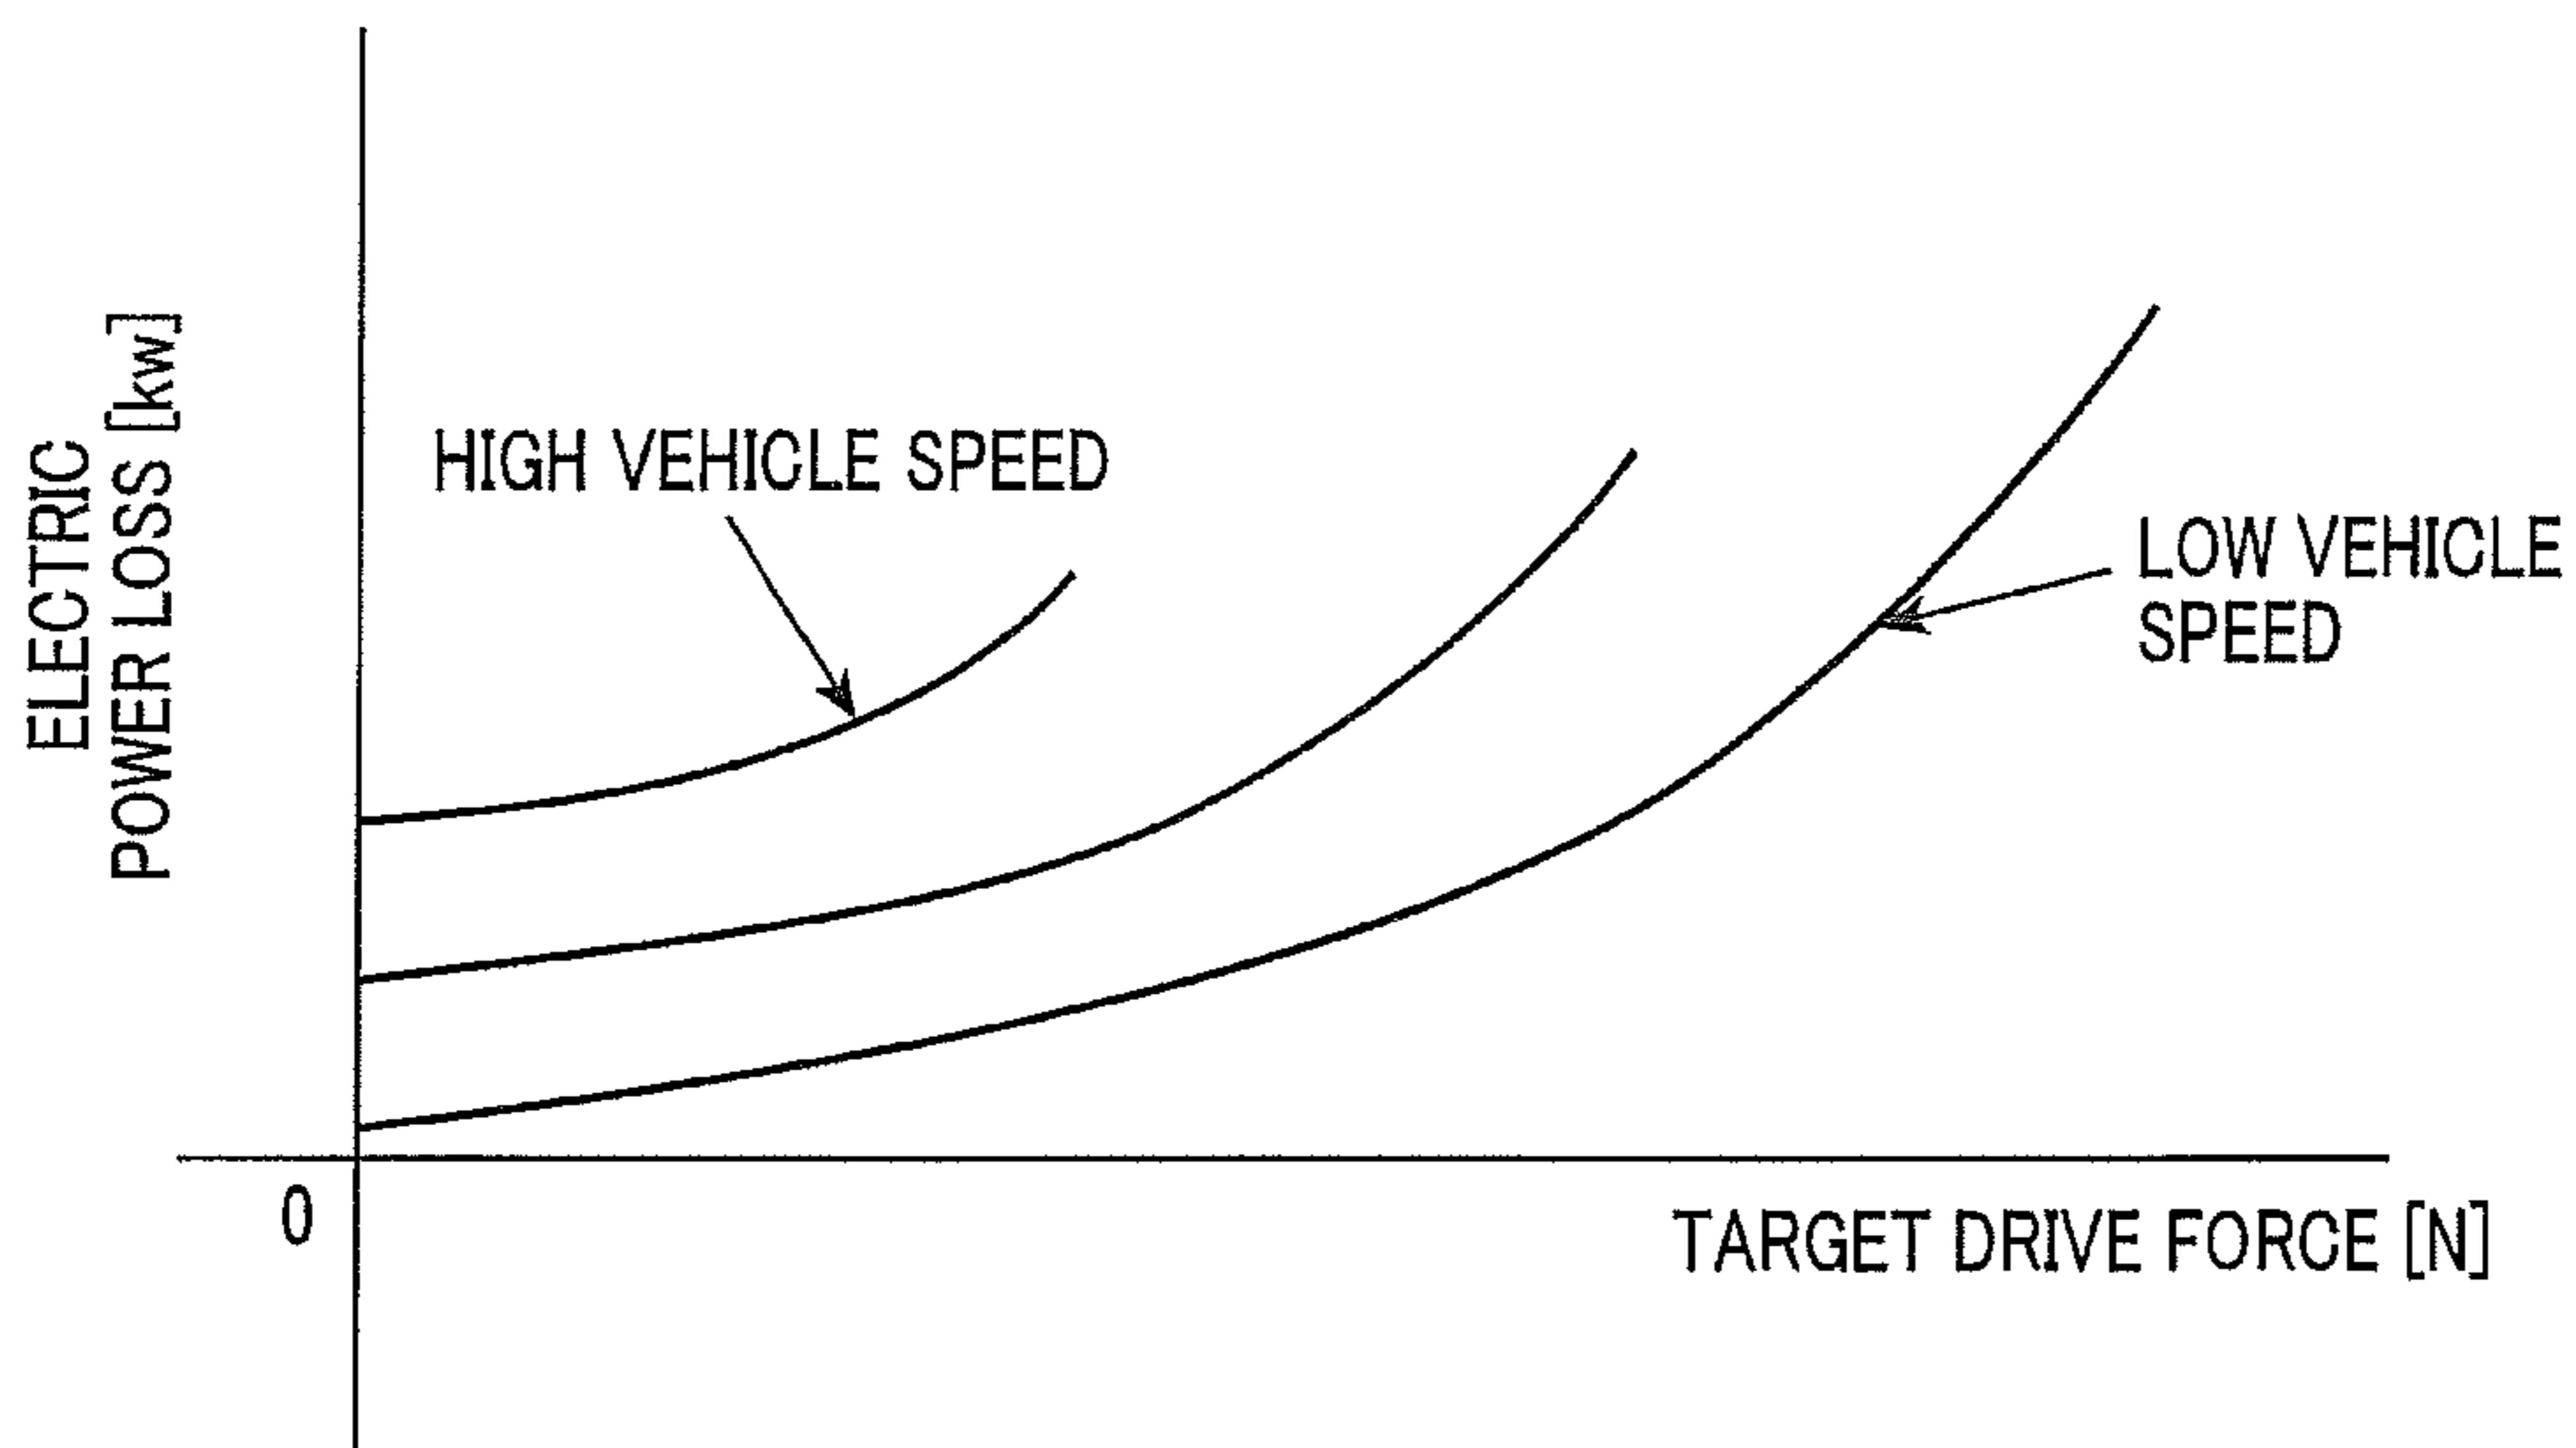 ELECTRIC
POWER LOSS [kw]
HIGH VEHICLE SPEED
LOW VEHICLE
SPEED
0
TARGET DRIVE FORCE [N]